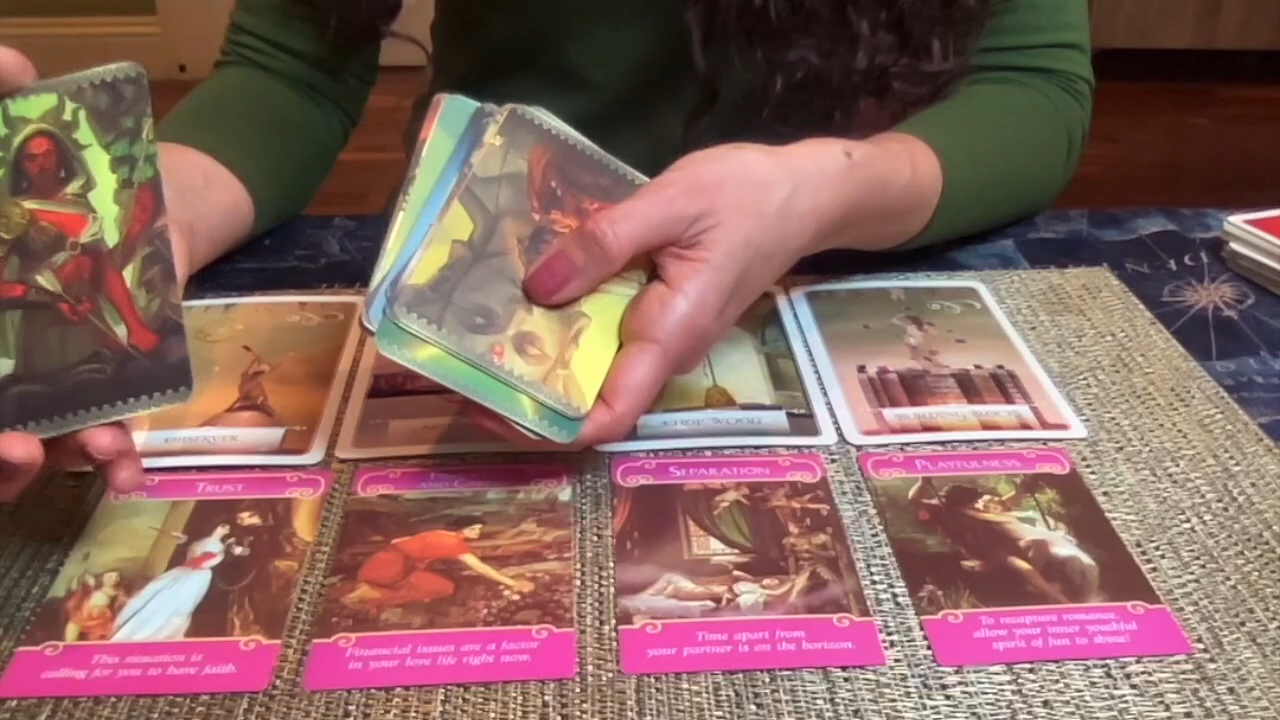 OBSERVER
CHOP WOOD
BUILDING BLOCKS
TRUST
SEPARATION
PLAYFULNESS
This situation is
calling for you to have faith.
Financial issues are a factor
in your love life right now.
Time apart from
your partner is on the horizon.
To recapture romance,
allow your inner youthful
spirit of fun to shine!